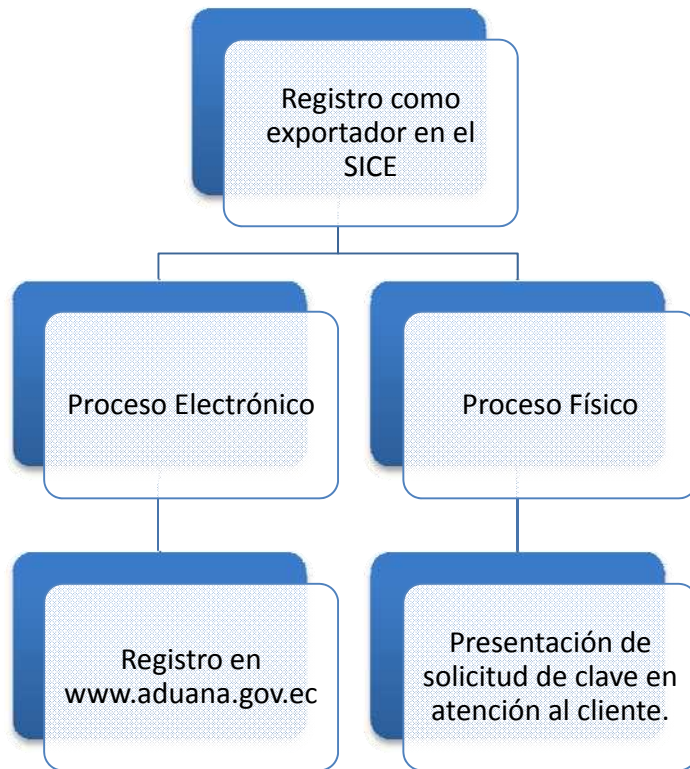 Registro como
exportador en el
SICE
Proceso Electrónico
Proceso Físico
Registro en
www.aduana.gov.ec
Presentación de
solicitud de clave en
atención al cliente.